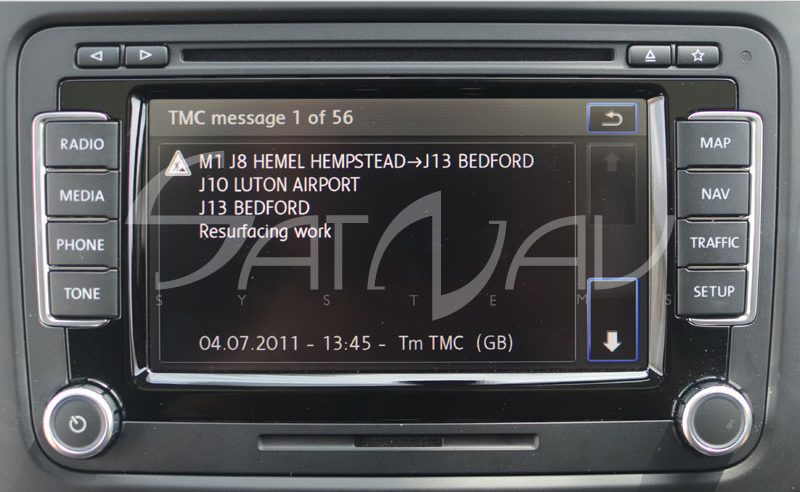 TMC message 1 of 56
RADIO
MEDIA
PHONE
TONE
M1 J8 HEMEL HEMPSTEAD→J13 BEDFORD
J10 LUTON AIRPORT
J13 BEDFORD
Resurfacing work
04.07.2011 - 13:45 - Tm TMC (GB)
MAP
NAV
TRAFFIC
SETUP
SATNAV
SYSTEMS